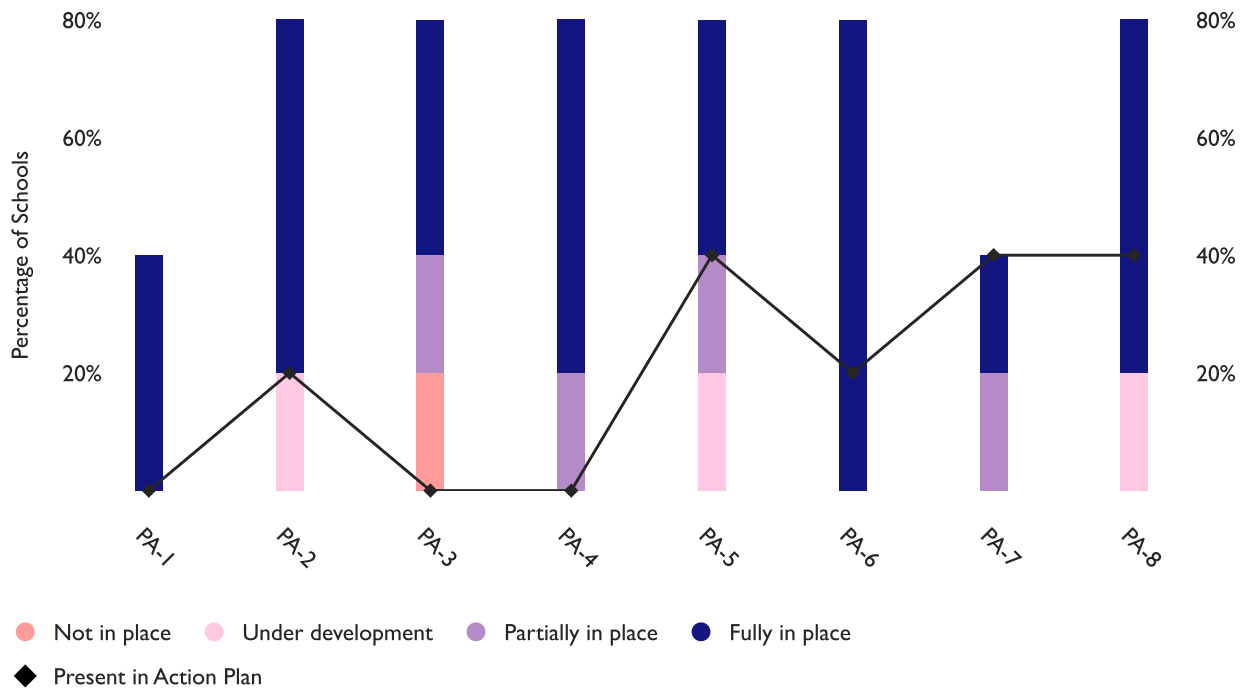 80%
80%
60%
60%
Percentage of Schools
40%
40%
20%
20%
PA-1
PA-2
PA-3
PA-4
PA-5
PA-6
PA-7
PA-8
Not in place
Under development
Partially in place
Fully in place
Present in Action Plan